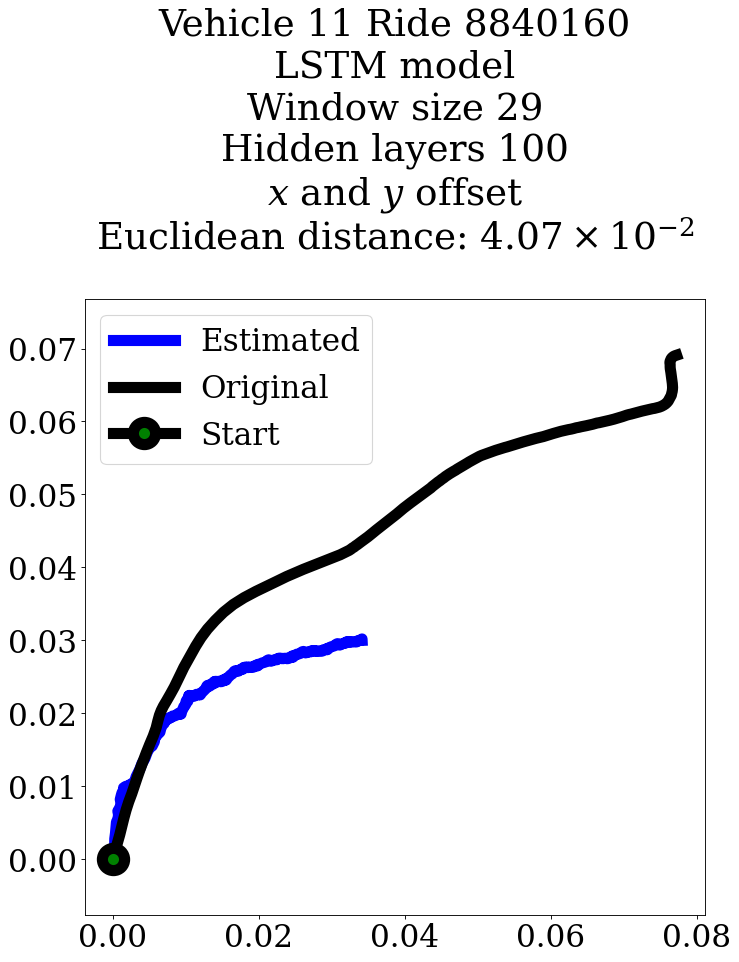 Vehicle 11 Ride 8840160
LSTM model
Window size 29
Hidden layers 100
x and y offset
Euclidean distance: 4.07 × 10⁻²
Estimated
Original
Start
0.07
0.06
0.05
0.04
0.03
0.02
0.01
0.00
0.00 0.02 0.04 0.06 0.08